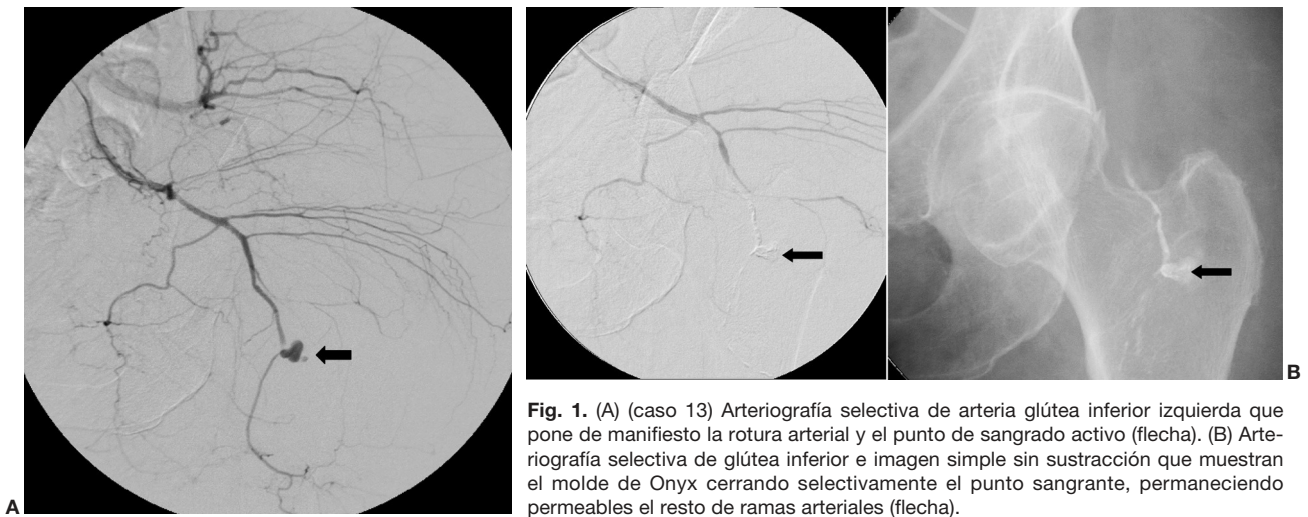 A
B
Fig. 1. (A) (caso 13) Arteriografía selectiva de arteria glútea inferior izquierda que
pone de manifiesto la rotura arterial y el punto de sangrado activo (flecha). (B) Arte-
riografía selectiva de glútea inferior e imagen simple sin sustracción que muestran
el molde de Onyx cerrando selectivamente el punto sangrante, permaneciendo
permeables el resto de ramas arteriales (flecha).